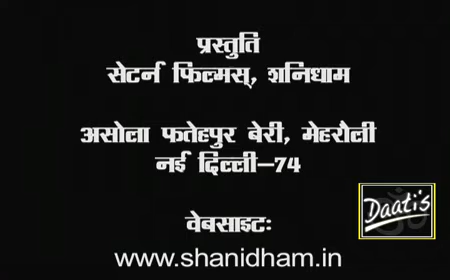 प्रस्तुति
सेटर्न फिल्मस्, शनिधाम
असोला फतेहपुर बेरी, मेहरौली
नई दिल्ली–74
Daati's
वेबसाइटः
www.shanidham.in